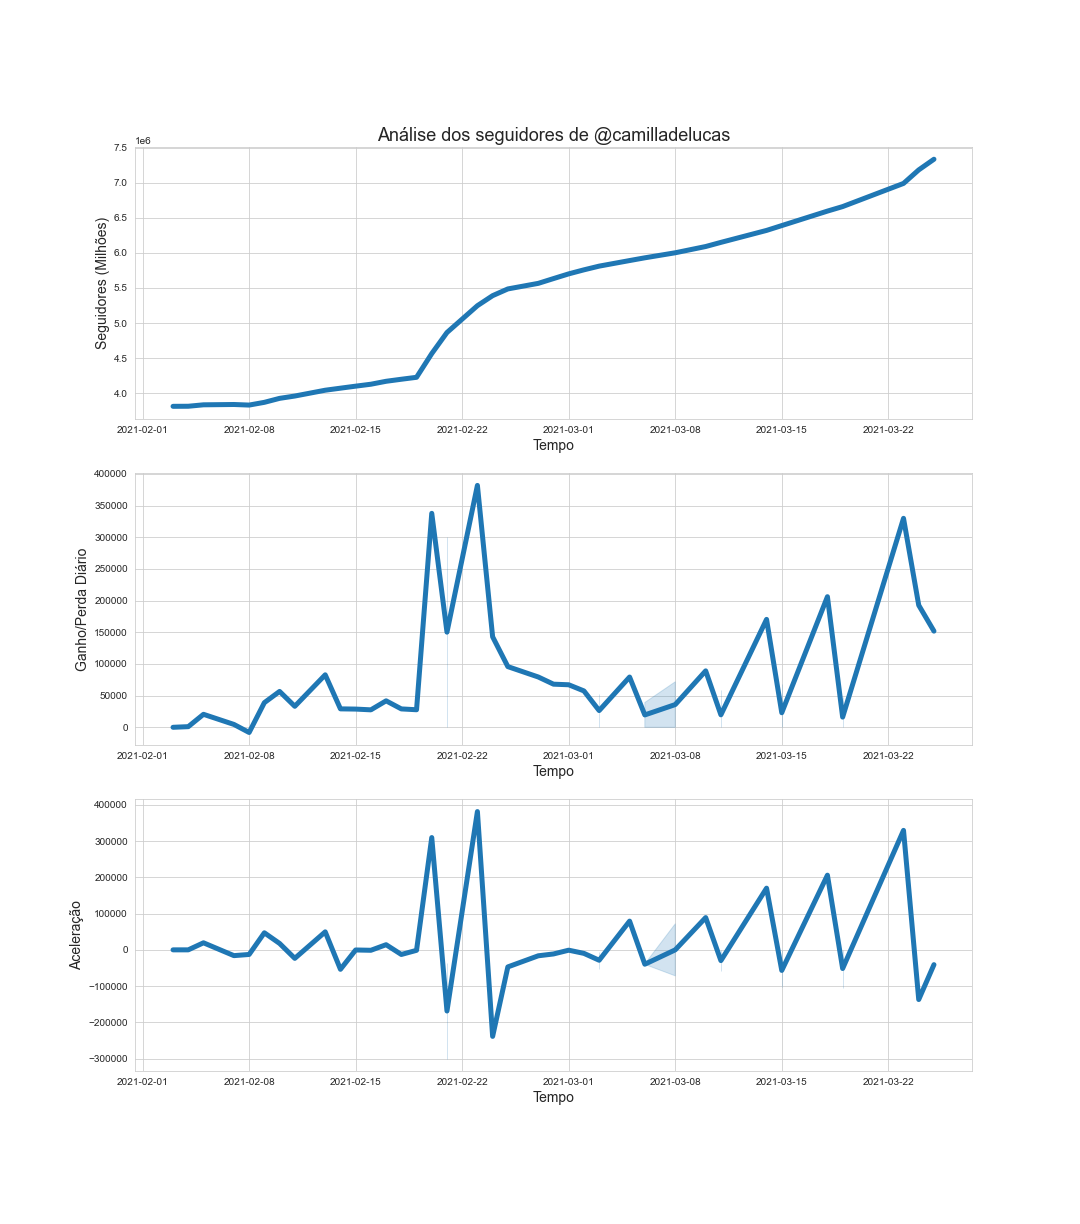 Análise dos seguidores de @camilladelucas
1e6
Seguidores (Milhões)
7.5
7.0
6.5
6.0
5.5
5.0
4.5
4.0
2021-02-01 2021-02-08 2021-02-15 2021-02-22 2021-03-01 2021-03-08 2021-03-15 2021-03-22
Tempo
Ganho/Perda Diário
400000
350000
300000
250000
200000
150000
100000
50000
0
2021-02-01 2021-02-08 2021-02-15 2021-02-22 2021-03-01 2021-03-08 2021-03-15 2021-03-22
Tempo
Aceleração
400000
300000
200000
100000
0
−100000
−200000
−300000
2021-02-01 2021-02-08 2021-02-15 2021-02-22 2021-03-01 2021-03-08 2021-03-15 2021-03-22
Tempo